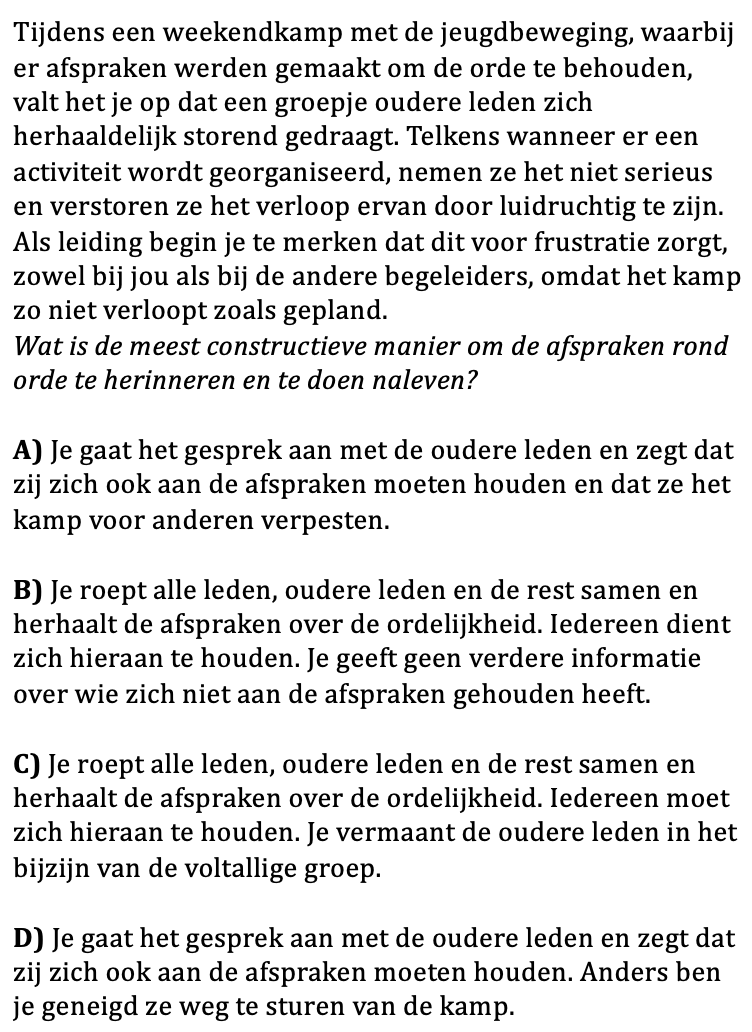 Tijdens een weekendkamp met de jeugdbeweging, waarbij
er afspraken werden gemaakt om de orde te behouden,
valt het je op dat een groepje oudere leden zich
herhaaldelijk storend gedraagt. Telkens wanneer er een
activiteit wordt georganiseerd, nemen ze het niet serieus
en verstoren ze het verloop ervan door luidruchtig te zijn.
Als leiding begin je te merken dat dit voor frustratie zorgt,
zowel bij jou als bij de andere begeleiders, omdat het kamp
zo niet verloopt zoals gepland.
Wat is de meest constructieve manier om de afspraken rond
orde te herinneren en te doen naleven?
A) Je gaat het gesprek aan met de oudere leden en zegt dat
zij zich ook aan de afspraken moeten houden en dat ze het
kamp voor anderen verpesten.
B) Je roept alle leden, oudere leden en de rest samen en
herhaalt de afspraken over de ordelijkheid. Iedereen dient
zich hieraan te houden. Je geeft geen verdere informatie
over wie zich niet aan de afspraken gehouden heeft.
C) Je roept alle leden, oudere leden en de rest samen en
herhaalt de afspraken over de ordelijkheid. Iedereen moet
zich hieraan te houden. Je vermaant de oudere leden in het
bijzijn van de voltallige groep.
D) Je gaat het gesprek aan met de oudere leden en zegt dat
zij zich ook aan de afspraken moeten houden. Anders ben
je geneigd ze weg te sturen van de kamp.